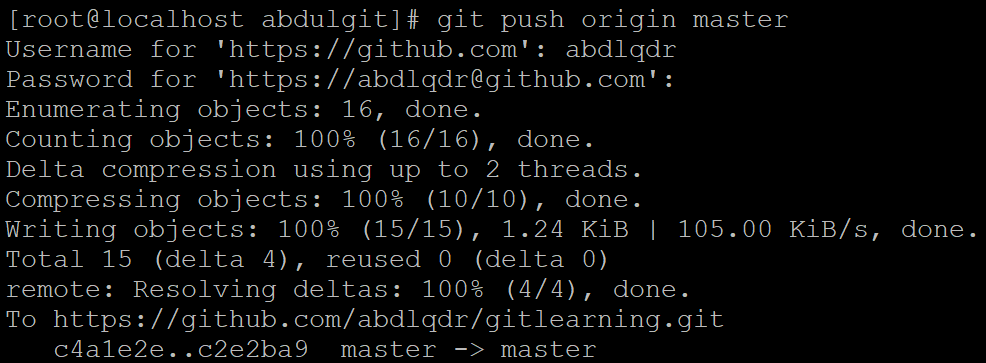 [root@localhost abdulgit]# git push origin master
Username for 'https://github.com': abdlqdr
Password for 'https://abdlqdr@github.com':
Enumerating objects: 16, done.
Counting objects: 100% (16/16), done.
Delta compression using up to 2 threads.
Compressing objects: 100% (10/10), done.
Writing objects: 100% (15/15), 1.24 KiB | 105.00 KiB/s, done.
Total 15 (delta 4), reused 0 (delta 0)
remote: Resolving deltas: 100% (4/4), done.
To https://github.com/abdlqdr/gitlearning.git
   c4a1e2e..c2e2ba9  master -> master